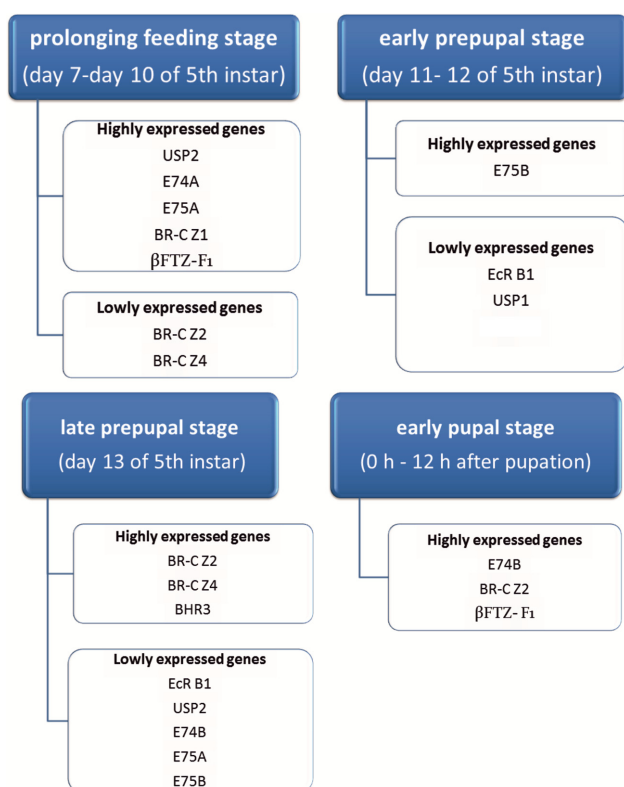 prolonging feeding stage
(day 7-day 10 of 5th instar)
Highly expressed genes
USP2
E74A
E75A
BR-C Z1
βFTZ-F1
Lowly expressed genes
BR-C Z2
BR-C Z4
early prepupal stage
(day 11- 12 of 5th instar)
Highly expressed genes
E75B
Lowly expressed genes
EcR B1
USP1
late prepupal stage
(day 13 of 5th instar)
Highly expressed genes
BR-C Z2
BR-C Z4
BHR3
Lowly expressed genes
EcR B1
USP2
E74B
E75A
E75B
early pupal stage
(0 h - 12 h after pupation)
Highly expressed genes
E74B
BR-C Z2
βFTZ- F1